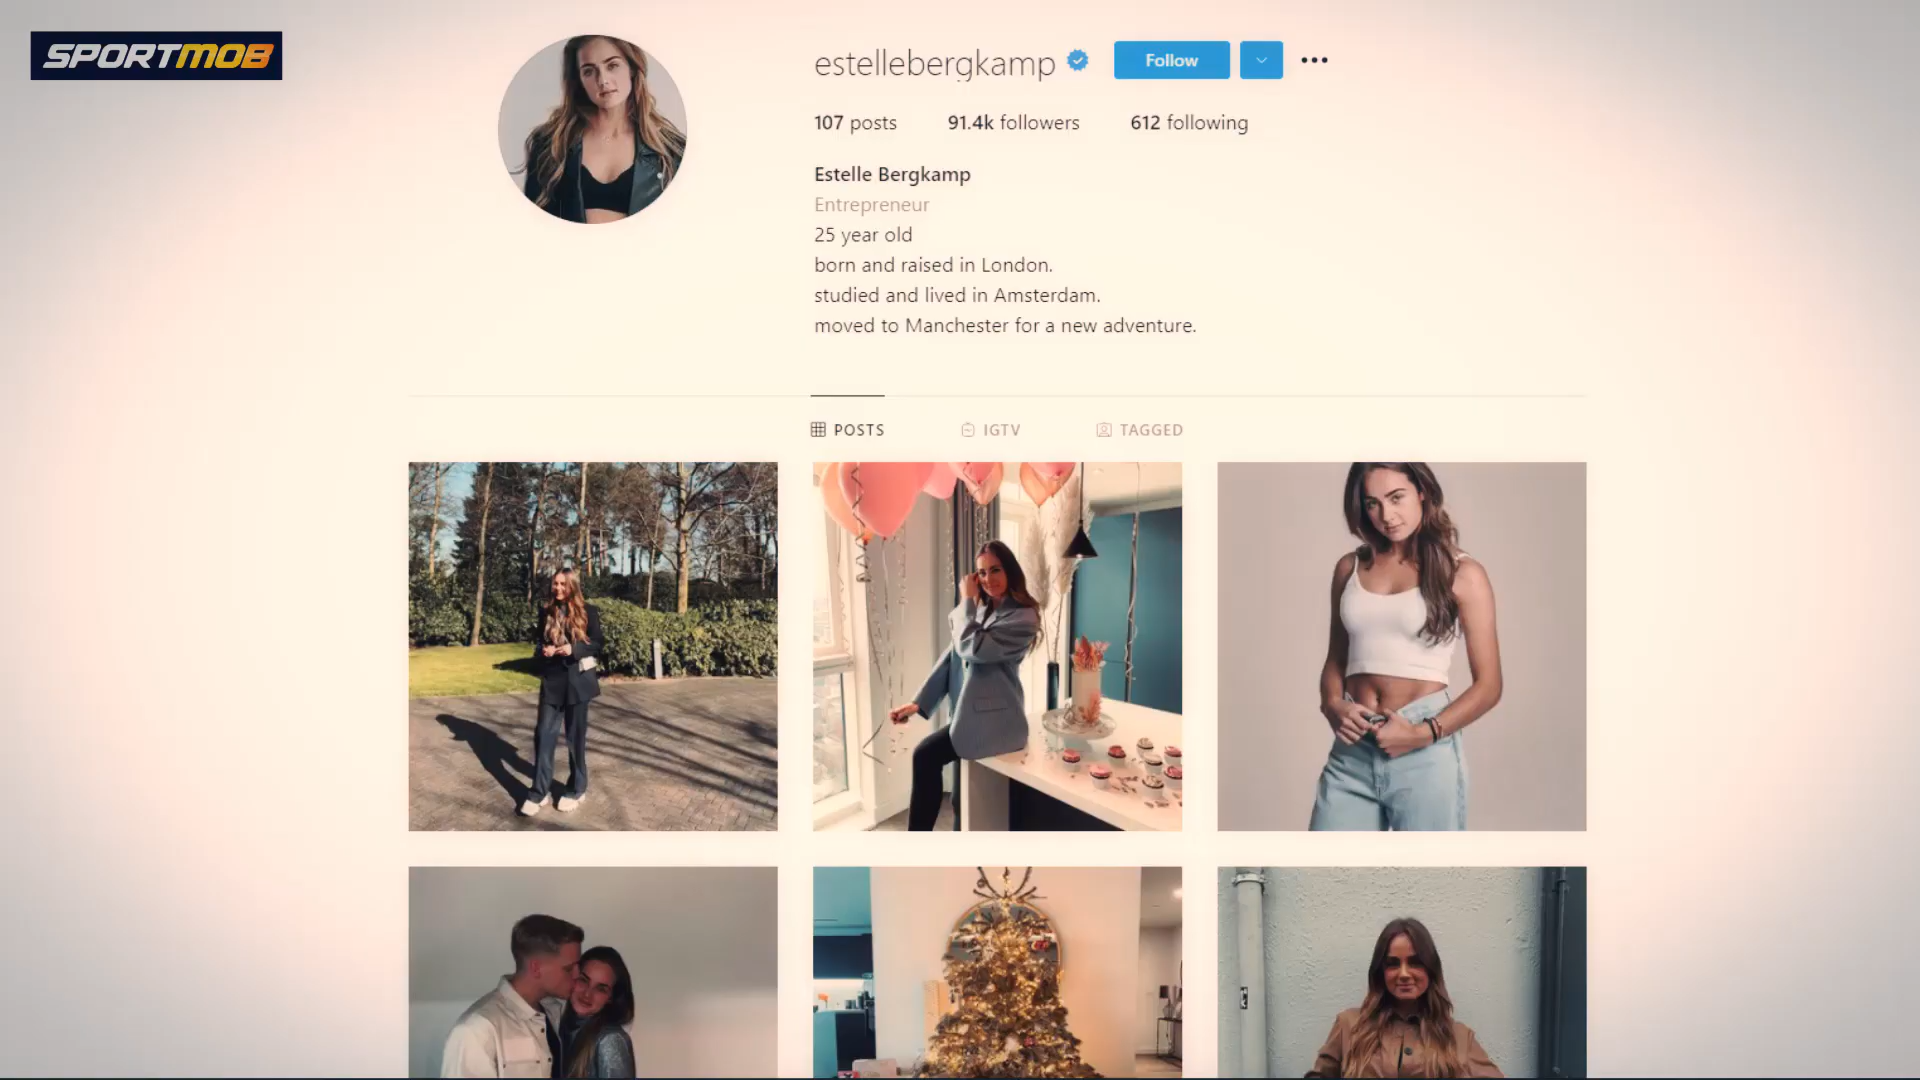 SPORTMOB
estellebergkamp Follow
107 posts 91.4k followers 612 following
Estelle Bergkamp
Entrepreneur
25 year old
born and raised in London.
studied and lived in Amsterdam.
moved to Manchester for a new adventure.
POSTS IGTV TAGGED